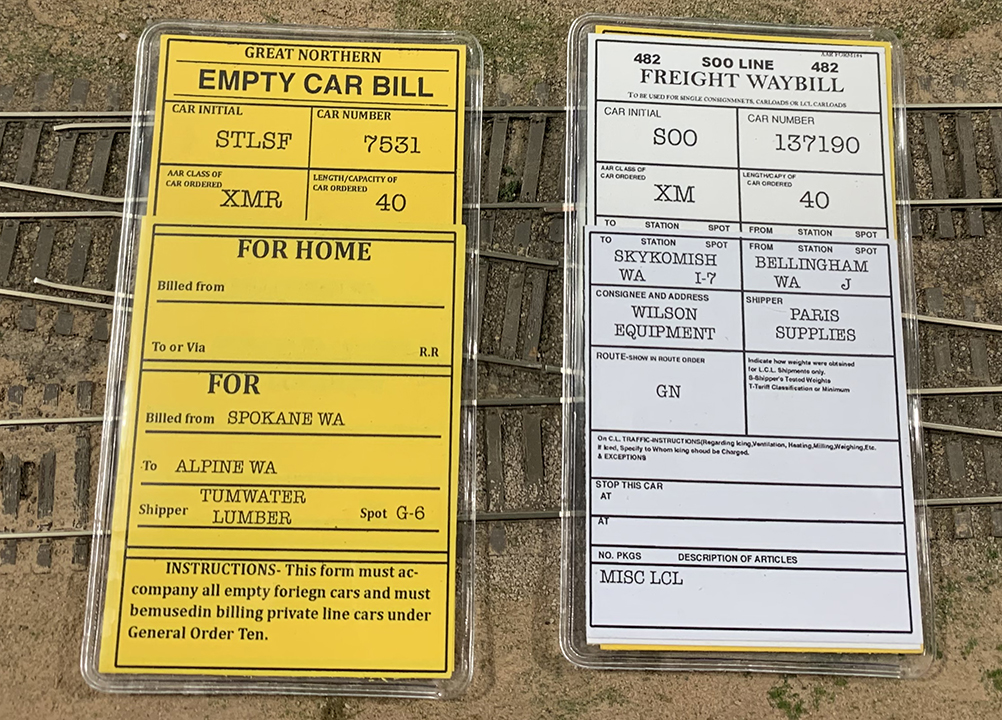 GREAT NORTHERN
EMPTY CAR BILL
CAR INITIAL
STLSF
CAR NUMBER
7531
AAR CLASS OF
CAR ORDERED
XMR
LENGTH/CAPACITY OF
CAR ORDERED
40
FOR HOME
Billed from
To or Via R.R
FOR
Billed from SPOKANE WA
To ALPINE WA
Shipper TUMWATER
LUMBER
Spot G-6
INSTRUCTIONS- This form must ac-
company all empty foriegn cars and must
bemusedin billing private line cars under
General Order Ten.
482 SOO LINE 482
FREIGHT WAYBILL
TO BE USED FOR SINGLE CONSIGNMNETS, CARLOADS OR LCL CARLOADS
CAR INITIAL
SOO
CAR NUMBER
137190
AAR CLASS OF
CAR ORDERED
XM
LENGTH/CAPY OF
CAR ORDERED
40
TO STATION SPOT
FROM STATION SPOT
TO STATION SPOT
SKYKOMISH
WA I-7
FROM STATION SPOT
BELLINGHAM
WA J
CONSIGNEE AND ADDRESS
WILSON
EQUIPMENT
SHIPPER
PARIS
SUPPLIES
ROUTE-SHOW IN ROUTE ORDER
GN
Indicate how weights were obtained
for L.C.L. Shipments only.
S-Shipper's Tested Weights
T-Tariff Classification or Minimum
On C.L. TRAFFIC-INSTRUCTIONS(Regarding Icing,Ventilation, Heating,Milling,Weighing,Etc.
If Iced, Specify to Whom Icing shoud be Charged.
& EXCEPTIONS
STOP THIS CAR
AT
AT
NO. PKGS DESCRIPTION OF ARTICLES
MISC LCL